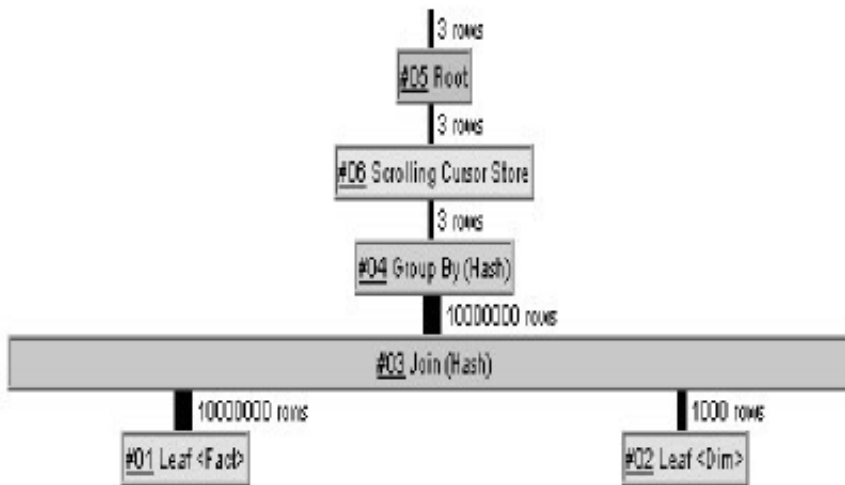 3 rows
#05 Root
3 rows
#06 Scrolling Cursor Store
3 rows
#04 Group By (Hash)
10000000 rows
#03 Join (Hash)
10000000 rows
1000 rows
#01 Leaf <Fact>
#02 Leaf <Dim>